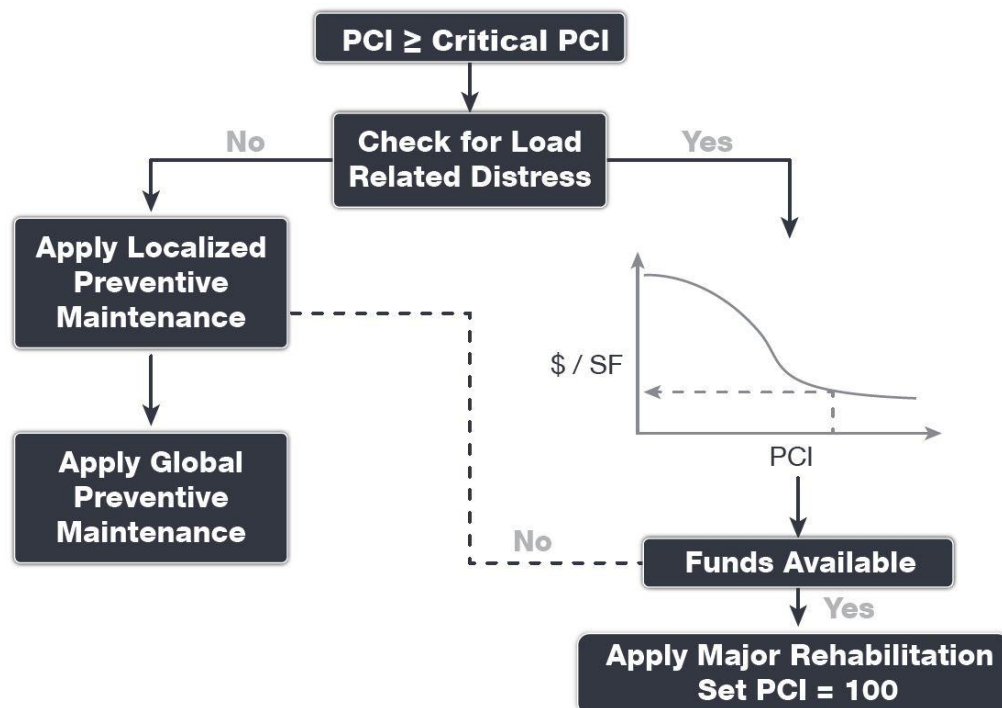 PCI ≥ Critical PCI
No
Check for Load
Related Distress
Yes
Apply Localized
Preventive
Maintenance
$ / SF
PCI
Apply Global
Preventive
Maintenance
No
Funds Available
Yes
Apply Major Rehabilitation
Set PCI = 100